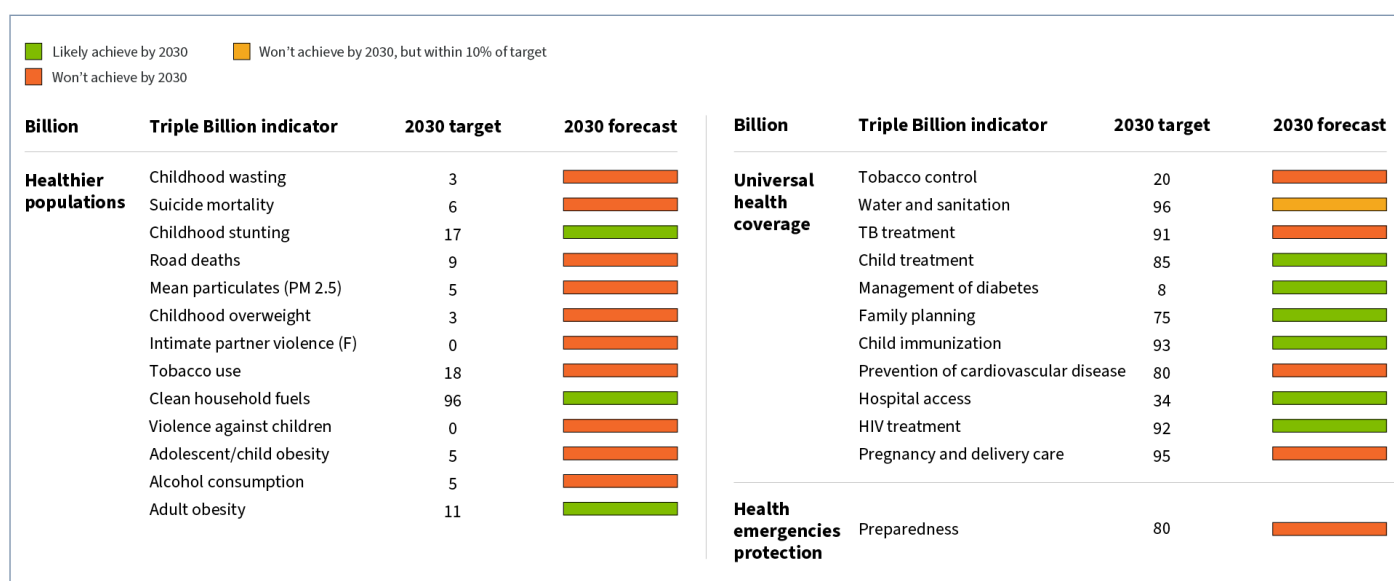 Likely achieve by 2030
Won't achieve by 2030, but within 10% of target
Won't achieve by 2030
Billion Triple Billion indicator 2030 target 2030 forecast
Healthier populations
Childhood wasting 3
Suicide mortality 6
Childhood stunting 17
Road deaths 9
Mean particulates (PM 2.5) 5
Childhood overweight 3
Intimate partner violence (F) 0
Tobacco use 18
Clean household fuels 96
Violence against children 0
Adolescent/child obesity 5
Alcohol consumption 5
Adult obesity 11
Billion Triple Billion indicator 2030 target 2030 forecast
Universal
health
coverage
Tobacco control 20
Water and sanitation 96
TB treatment 91
Child treatment 85
Management of diabetes 8
Family planning 75
Child immunization 93
Prevention of cardiovascular disease 80
Hospital access 34
HIV treatment 92
Pregnancy and delivery care 95
Health
emergencies
protection
Preparedness 80